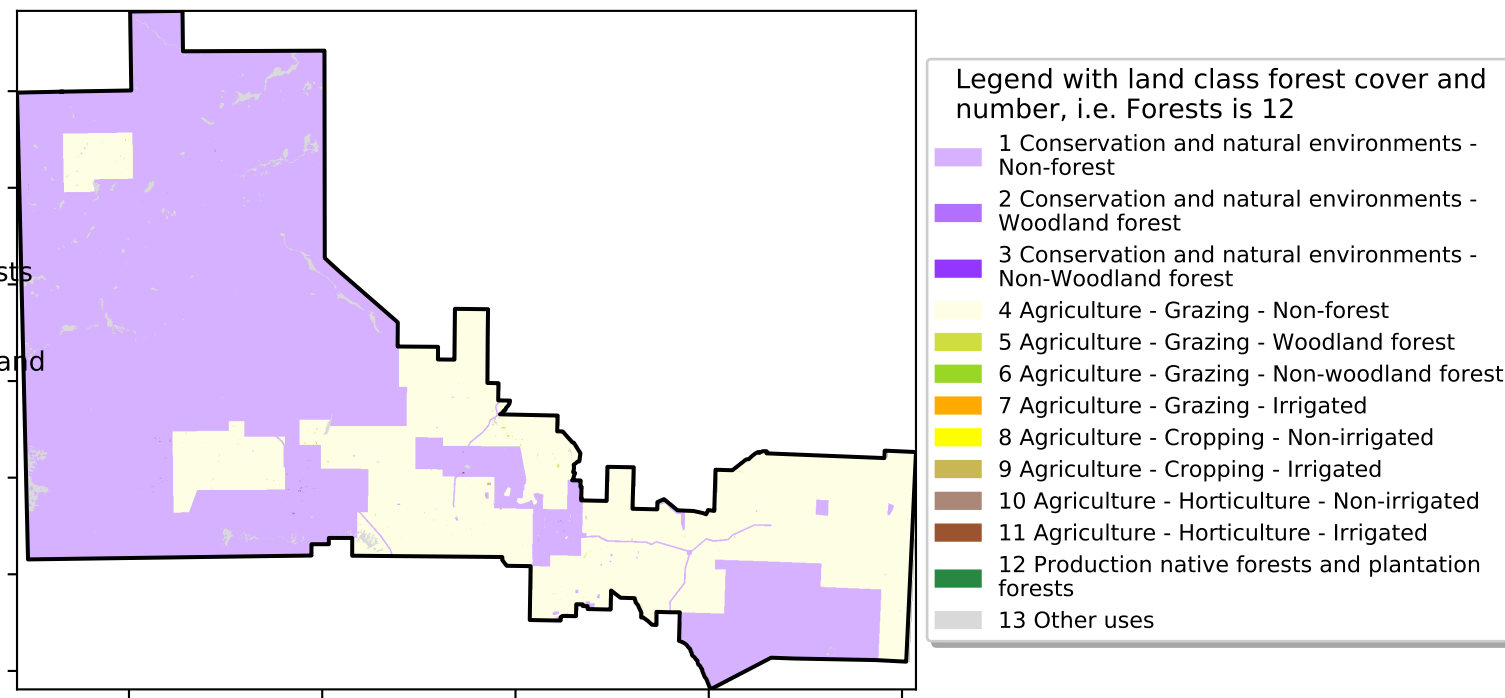 sts
and
Legend with land class forest cover and
number, i.e. Forests is 12
1 Conservation and natural environments -
Non-forest
2 Conservation and natural environments -
Woodland forest
3 Conservation and natural environments -
Non-Woodland forest
4 Agriculture - Grazing - Non-forest
5 Agriculture - Grazing - Woodland forest
6 Agriculture - Grazing - Non-woodland forest
7 Agriculture - Grazing - Irrigated
8 Agriculture - Cropping - Non-irrigated
9 Agriculture - Cropping - Irrigated
10 Agriculture - Horticulture - Non-irrigated
11 Agriculture - Horticulture - Irrigated
12 Production native forests and plantation
forests
13 Other uses